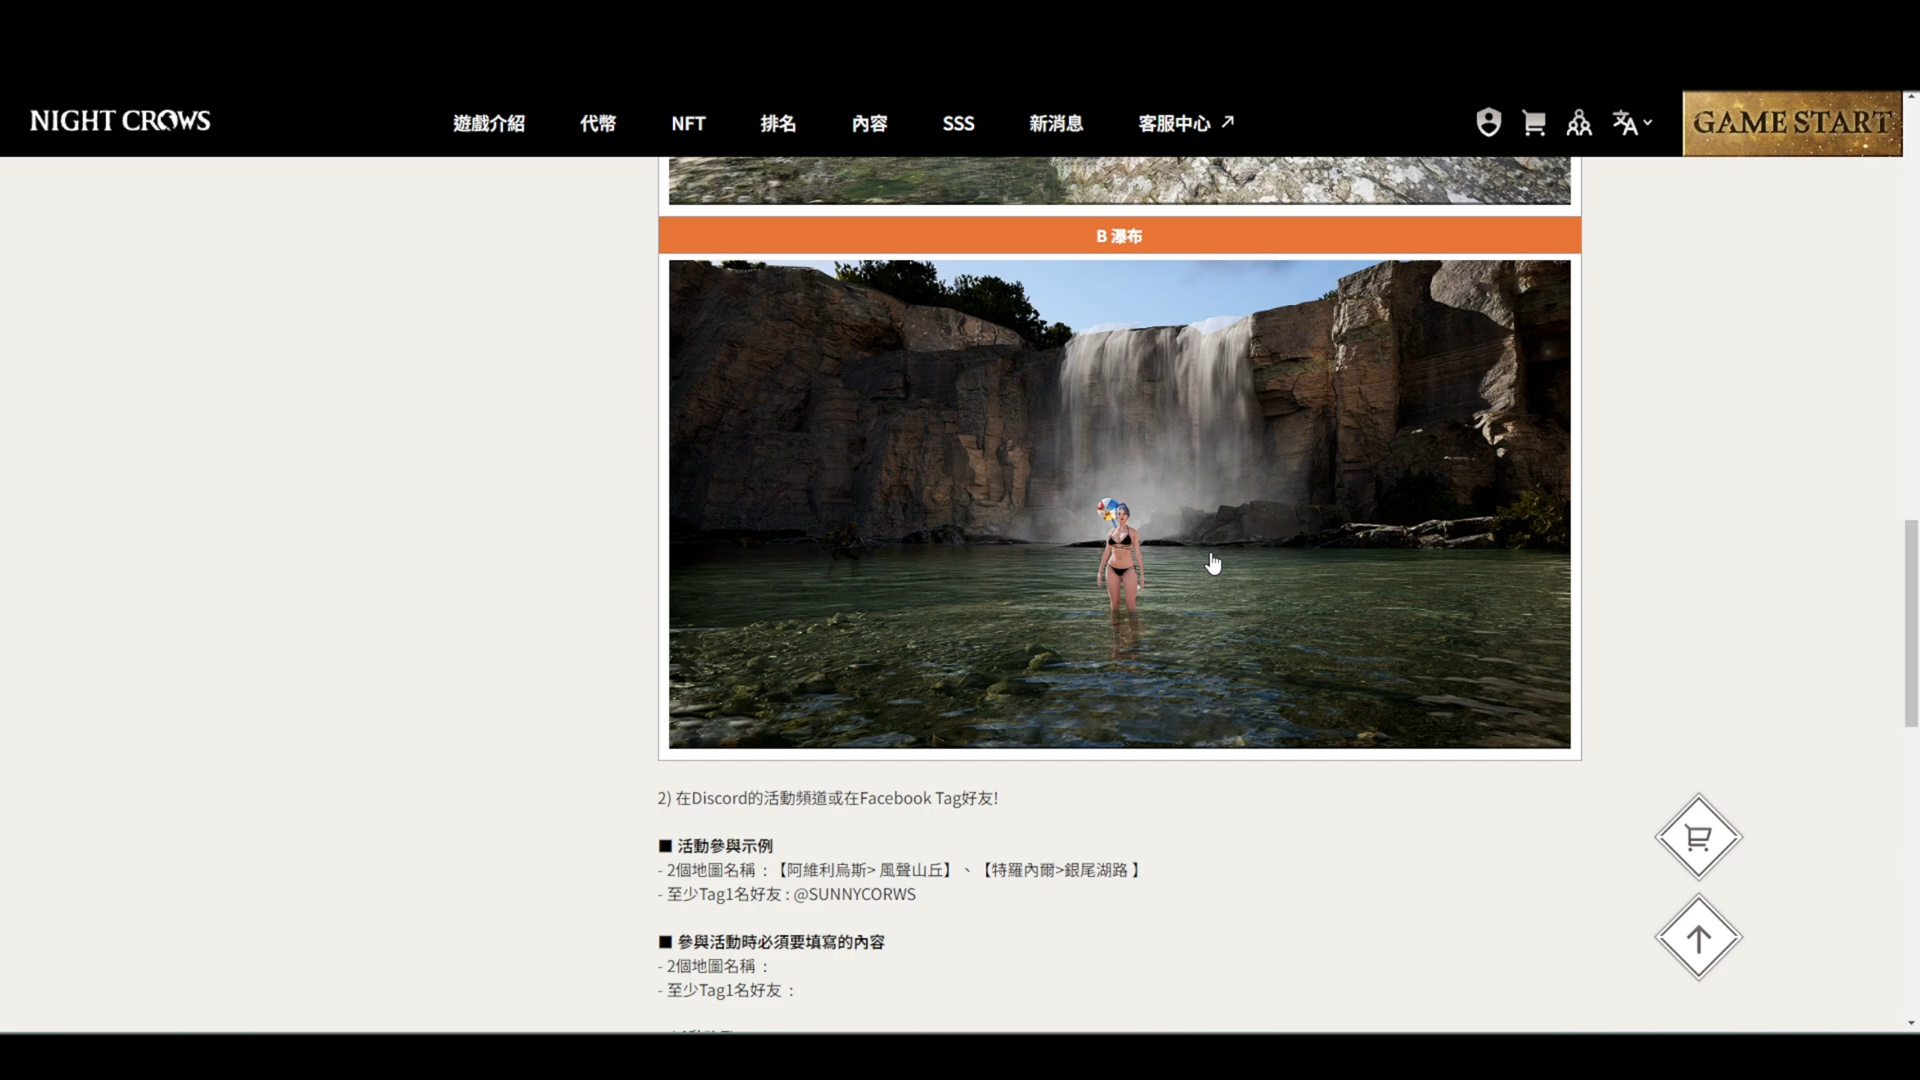 NIGHT CROWS
遊戲介紹
代幣
NFT
排名
內容
SSS
新消息
客服中心
GAME START
B 瀑布
2) 在Discord的活動頻道或在Facebook Tag好友!
■ 活動參與示例
- 2個地圖名稱 : 【阿維利烏斯> 風聲山丘】、【特羅內爾>銀尾湖路 】
- 至少Tag1名好友 : @SUNNYCORWS
■ 參與活動時必須要填寫的內容
- 2個地圖名稱 :
- 至少Tag1名好友 :